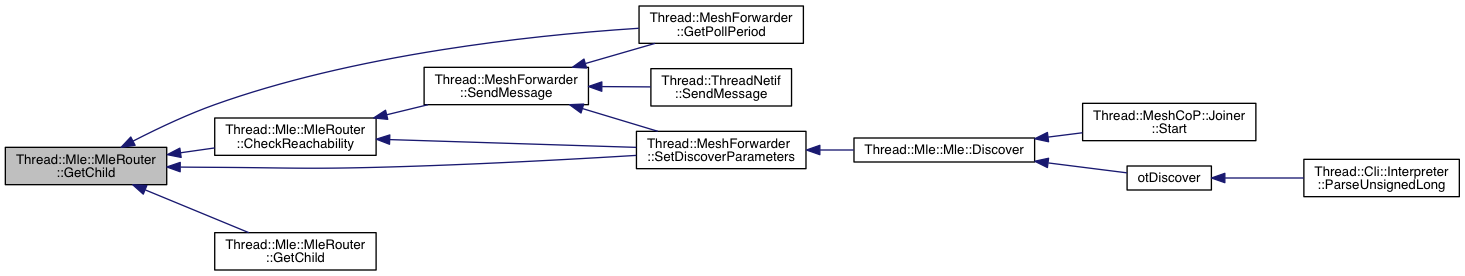 Thread::MeshForwarder
::GetPollPeriod
Thread::MeshForwarder
::SendMessage
Thread::ThreadNetif
::SendMessage
Thread::MeshCoP::Joiner
::Start
Thread::Mle::MleRouter
::CheckReachability
Thread::MeshForwarder
::SetDiscoverParameters
Thread::Mle::Mle::Discover
Thread::Mle::MleRouter
::GetChild
otDiscover
Thread::Cli::Interpreter
::ParseUnsignedLong
Thread::Mle::MleRouter
::GetChild